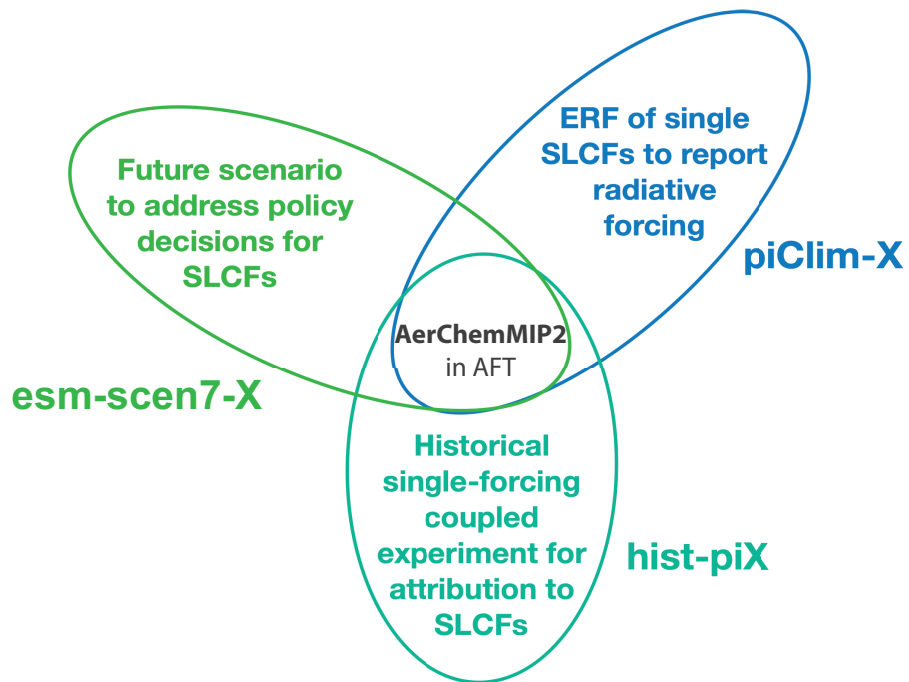 ERF of single
SLCFs to report
radiative
forcing
piClim-X
Future scenario
to address policy
decisions for
SLCFs
esm-scen7-X
AerChemMIP2
in AFT
Historical
single-forcing
coupled
experiment for
attribution to
SLCFs
hist-piX